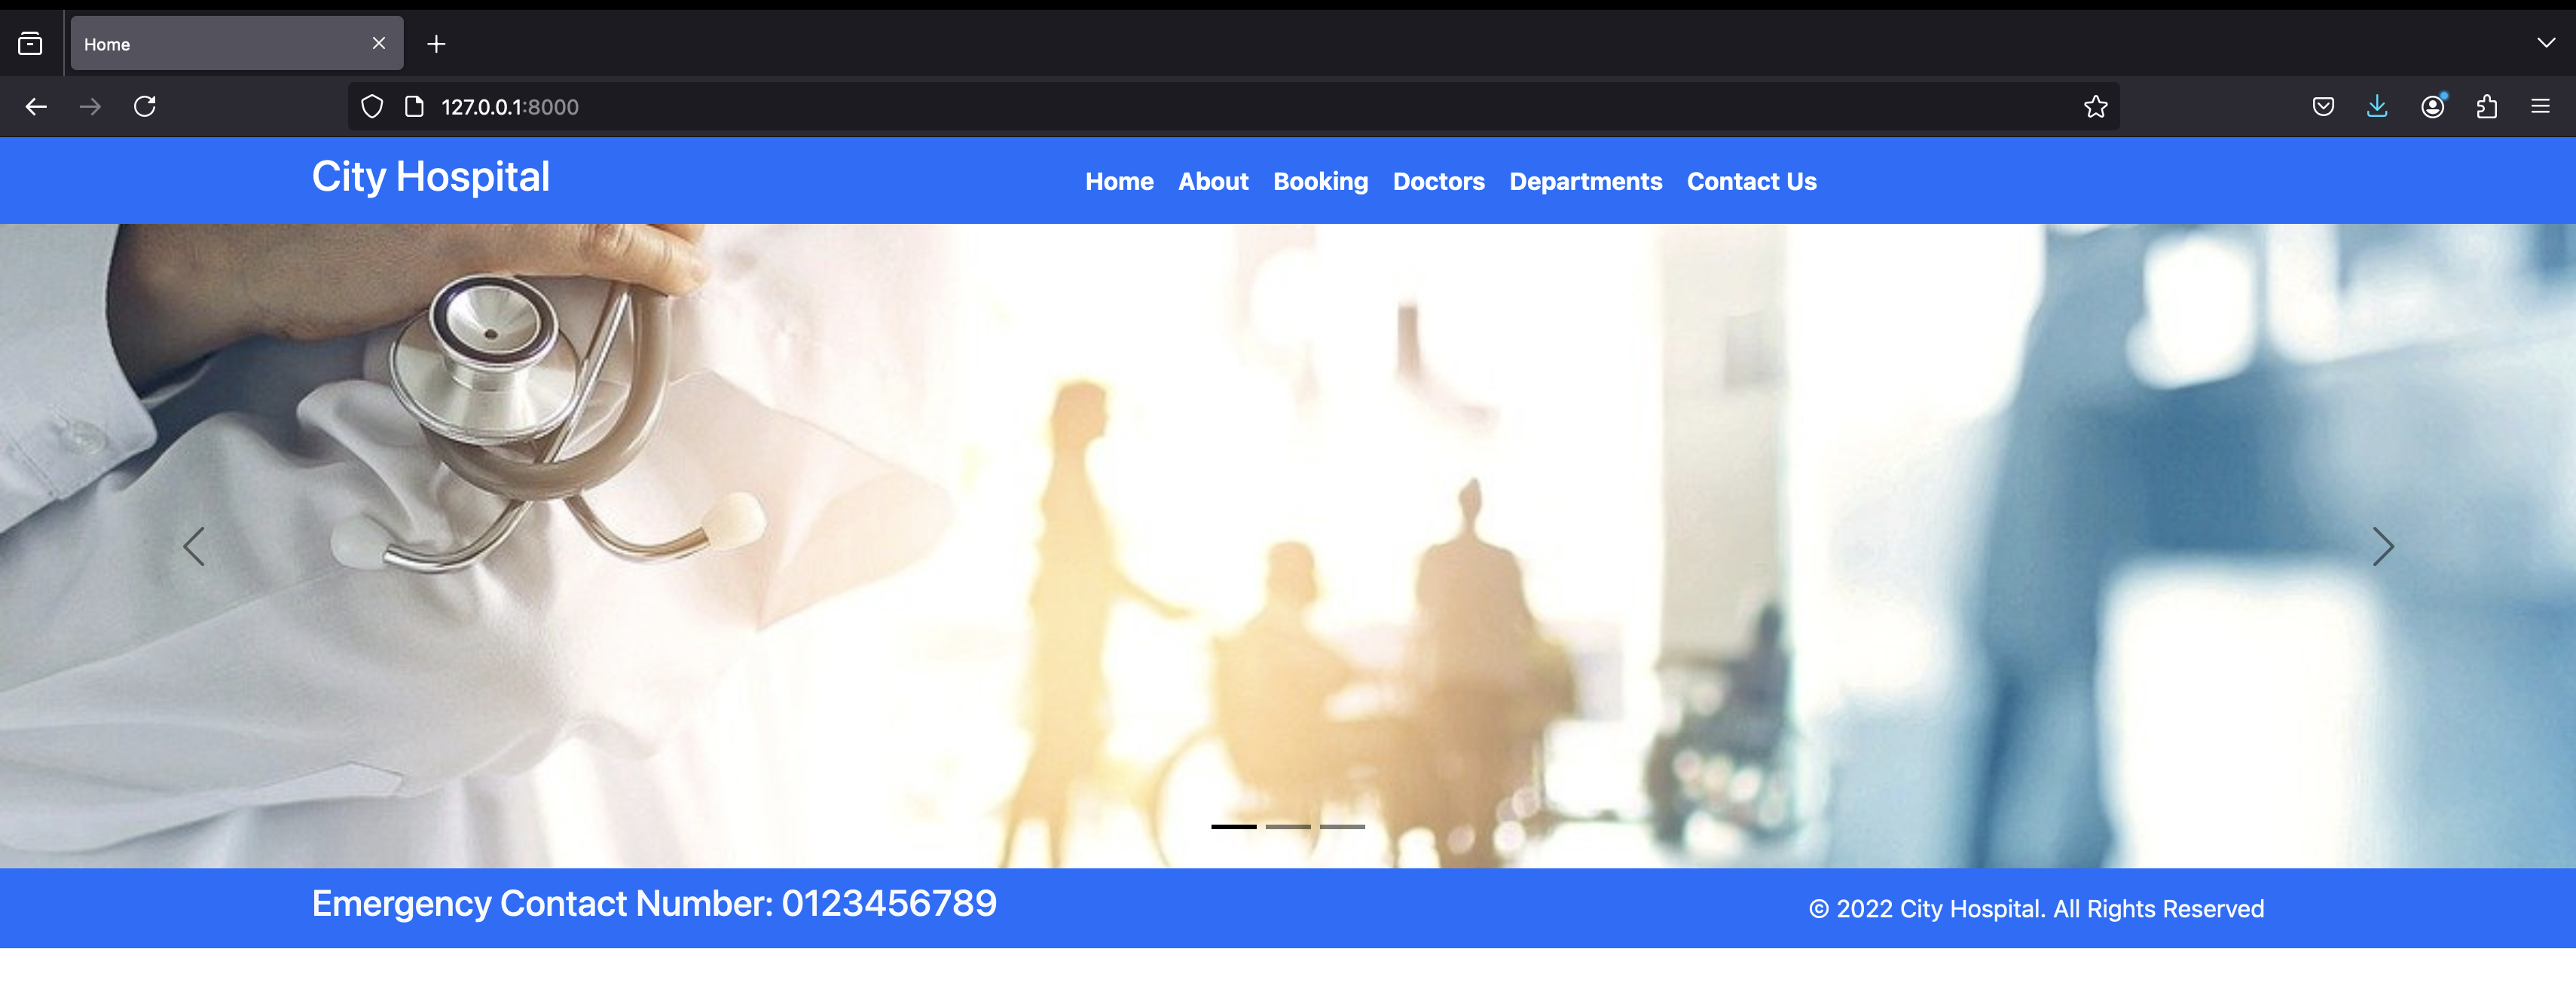 Home
127.0.0.1:8000
City Hospital
Home About Booking Doctors Departments Contact Us
Emergency Contact Number: 0123456789
© 2022 City Hospital. All Rights Reserved